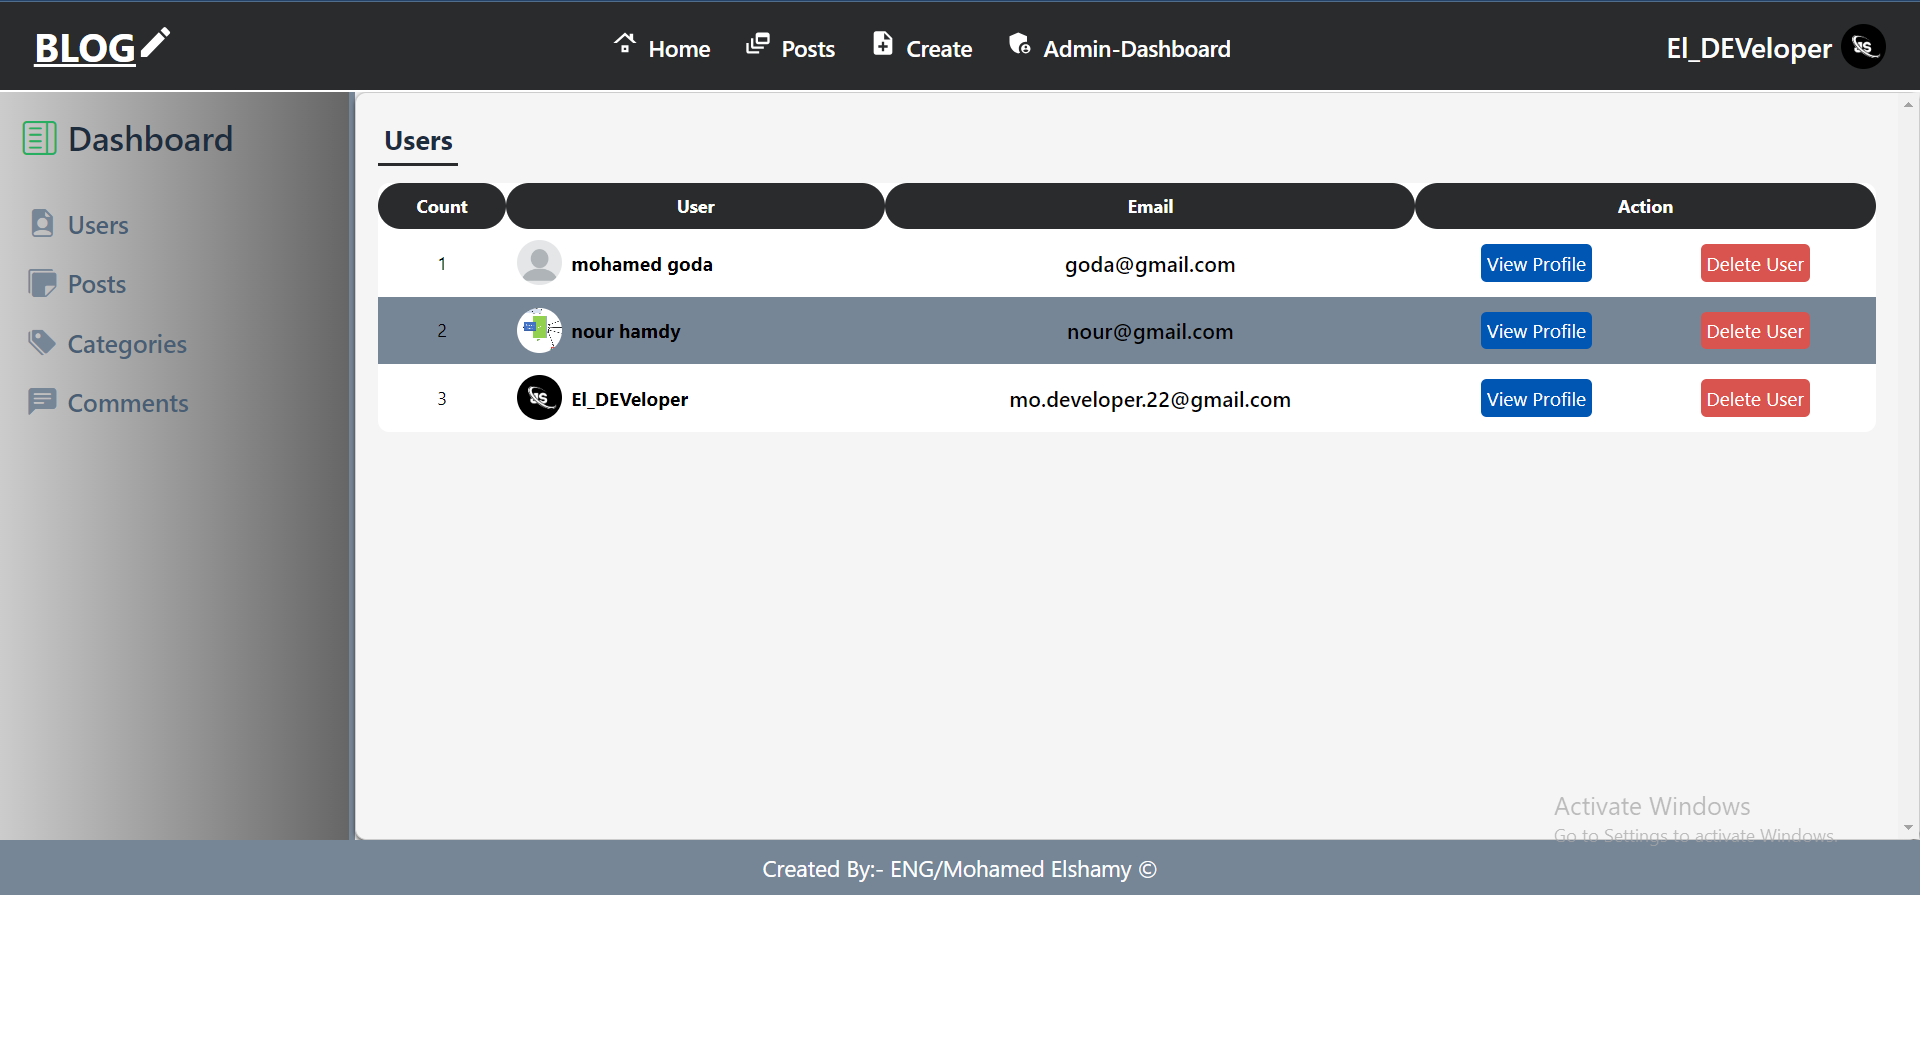 BLOG
Home Posts Create Admin-Dashboard
El_DEVeloper
Dashboard
Users
Posts
Categories
Comments
Users
Count User Email Action
1 mohamed goda goda@gmail.com View Profile Delete User
2 nour hamdy nour@gmail.com View Profile Delete User
3 El_DEVeloper mo.developer.22@gmail.com View Profile Delete User
Activate Windows
Go to Settings to activate Windows.
Created By:- ENG/Mohamed Elshamy ©